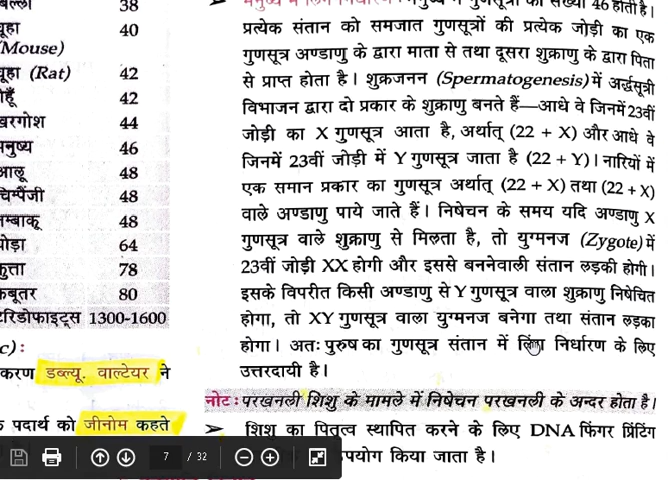 38
40
(Mouse)
चूहा (Rat) 42
42
खरगोश 44
मनुष्य 46
आलू 48
चिम्पैंजी 48
तम्बाकू 48
घोड़ा 64
कुत्ता 78
कबूतर 80
टेरिडोफाइट्स 1300-1600
c) :
करण डब्ल्यू. वाल्टेयर ने
पदार्थ को जीनोम कहते
46 होती है।
प्रत्येक संतान को समजात गुणसूत्रों की प्रत्येक जोड़ी का एक
गुणसूत्र अण्डाणु के द्वारा माता से तथा दूसरा शुक्राणु के द्वारा पिता
से प्राप्त होता है। शुक्रजनन (Spermatogenesis) में अर्द्धसूत्री
विभाजन द्वारा दो प्रकार के शुक्राणु बनते हैं—आधे वे जिनमें 23वीं
जोड़ी का X गुणसूत्र आता है, अर्थात् (22 + X) और आधे वे
जिनमें 23वीं जोड़ी में Y गुणसूत्र जाता है (22 + Y)। नारियों में
एक समान प्रकार का गुणसूत्र अर्थात् (22 + X) तथा (22 + X)
वाले अण्डाणु पाये जाते हैं। निषेचन के समय यदि अण्डाणु X
गुणसूत्र वाले शुक्राणु से मिलता है, तो युग्मनज (Zygote) में
23वीं जोड़ी XX होगी और इससे बननेवाली संतान लड़की होगी।
इसके विपरीत किसी अण्डाणु से Y गुणसूत्र वाला शुक्राणु निषेचित
होगा, तो XY गुणसूत्र वाला युग्मनज बनेगा तथा संतान लड़का
होगा। अतः पुरुष का गुणसूत्र संतान में लिंग निर्धारण के लिए
उत्तरदायी है।
नोट : परखनली शिशु के मामले में निषेचन परखनली के अन्दर होता है।
➢ शिशु का पितृत्व स्थापित करने के लिए DNA फिंगर प्रिंटिंग
उपयोग किया जाता है।
7 / 32